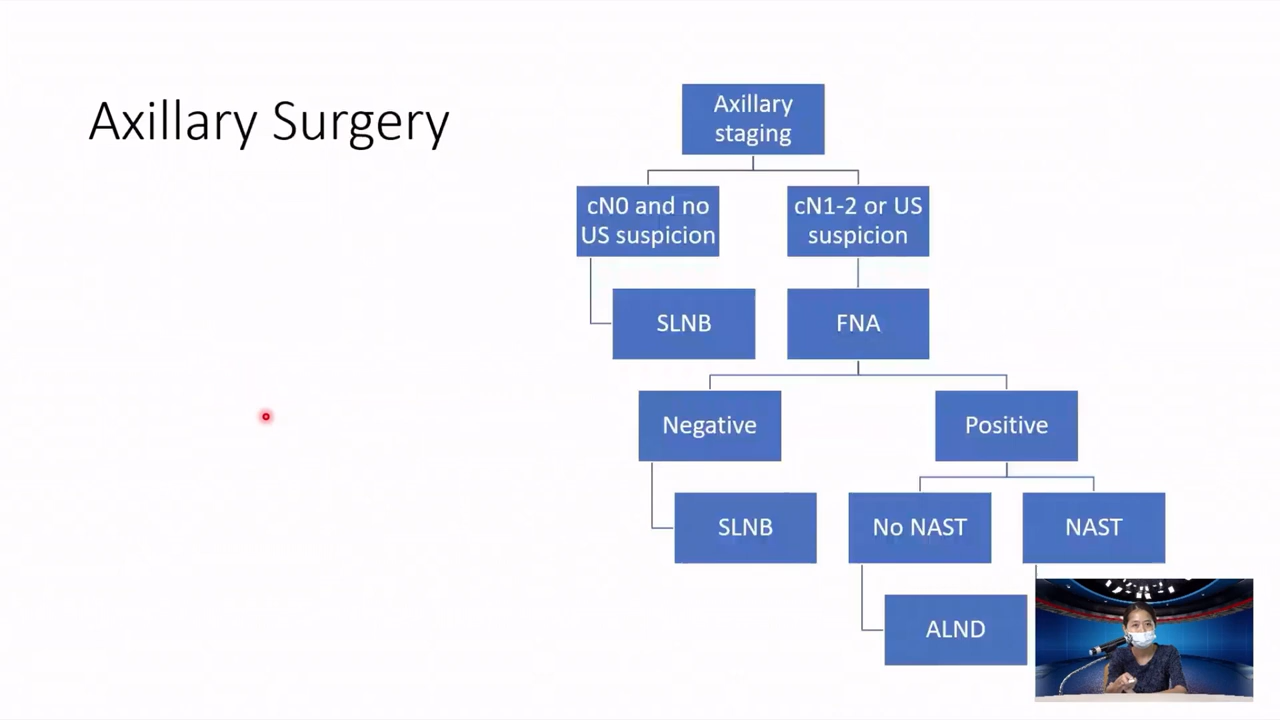 Axillary Surgery
Axillary
staging
cN0 and no
US suspicion
cN1-2 or US
suspicion
SLNB
FNA
Negative
Positive
SLNB
No NAST
NAST
ALND